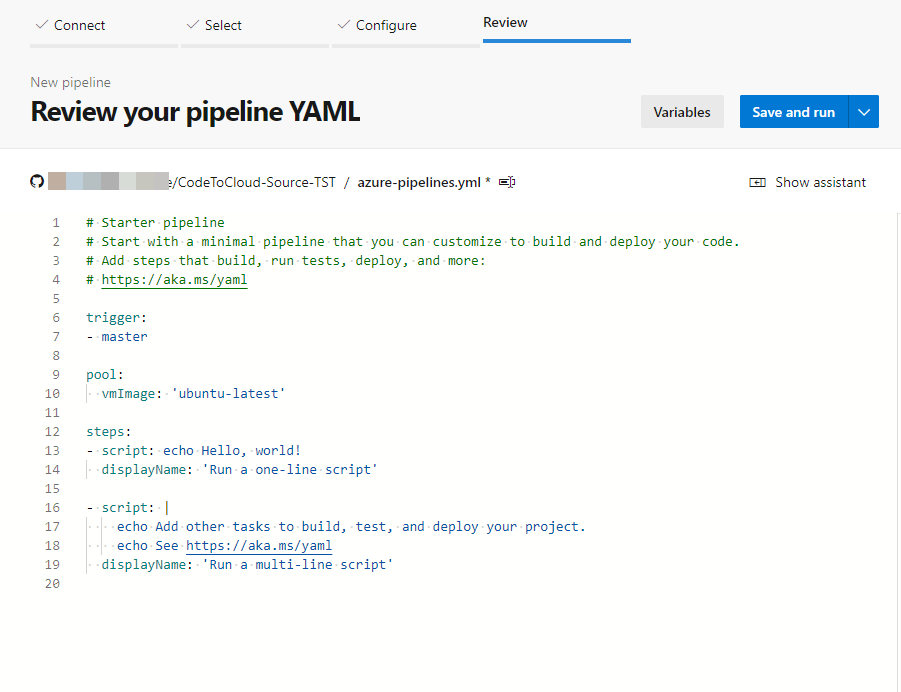 Connect
Select
Configure
Review
New pipeline
Review your pipeline YAML
Variables
Save and run
e/CodeToCloud-Source-TST / azure-pipelines.yml *
Show assistant
1 # Starter pipeline
2 # Start with a minimal pipeline that you can customize to build and deploy your code.
3 # Add steps that build, run tests, deploy, and more:
4 # https://aka.ms/yaml
5
6 trigger:
7 - master
8
9 pool:
10   vmImage: 'ubuntu-latest'
11
12 steps:
13 - script: echo Hello, world!
14   displayName: 'Run a one-line script'
15
16 - script: |
17     echo Add other tasks to build, test, and deploy your project.
18     echo See https://aka.ms/yaml
19   displayName: 'Run a multi-line script'
20